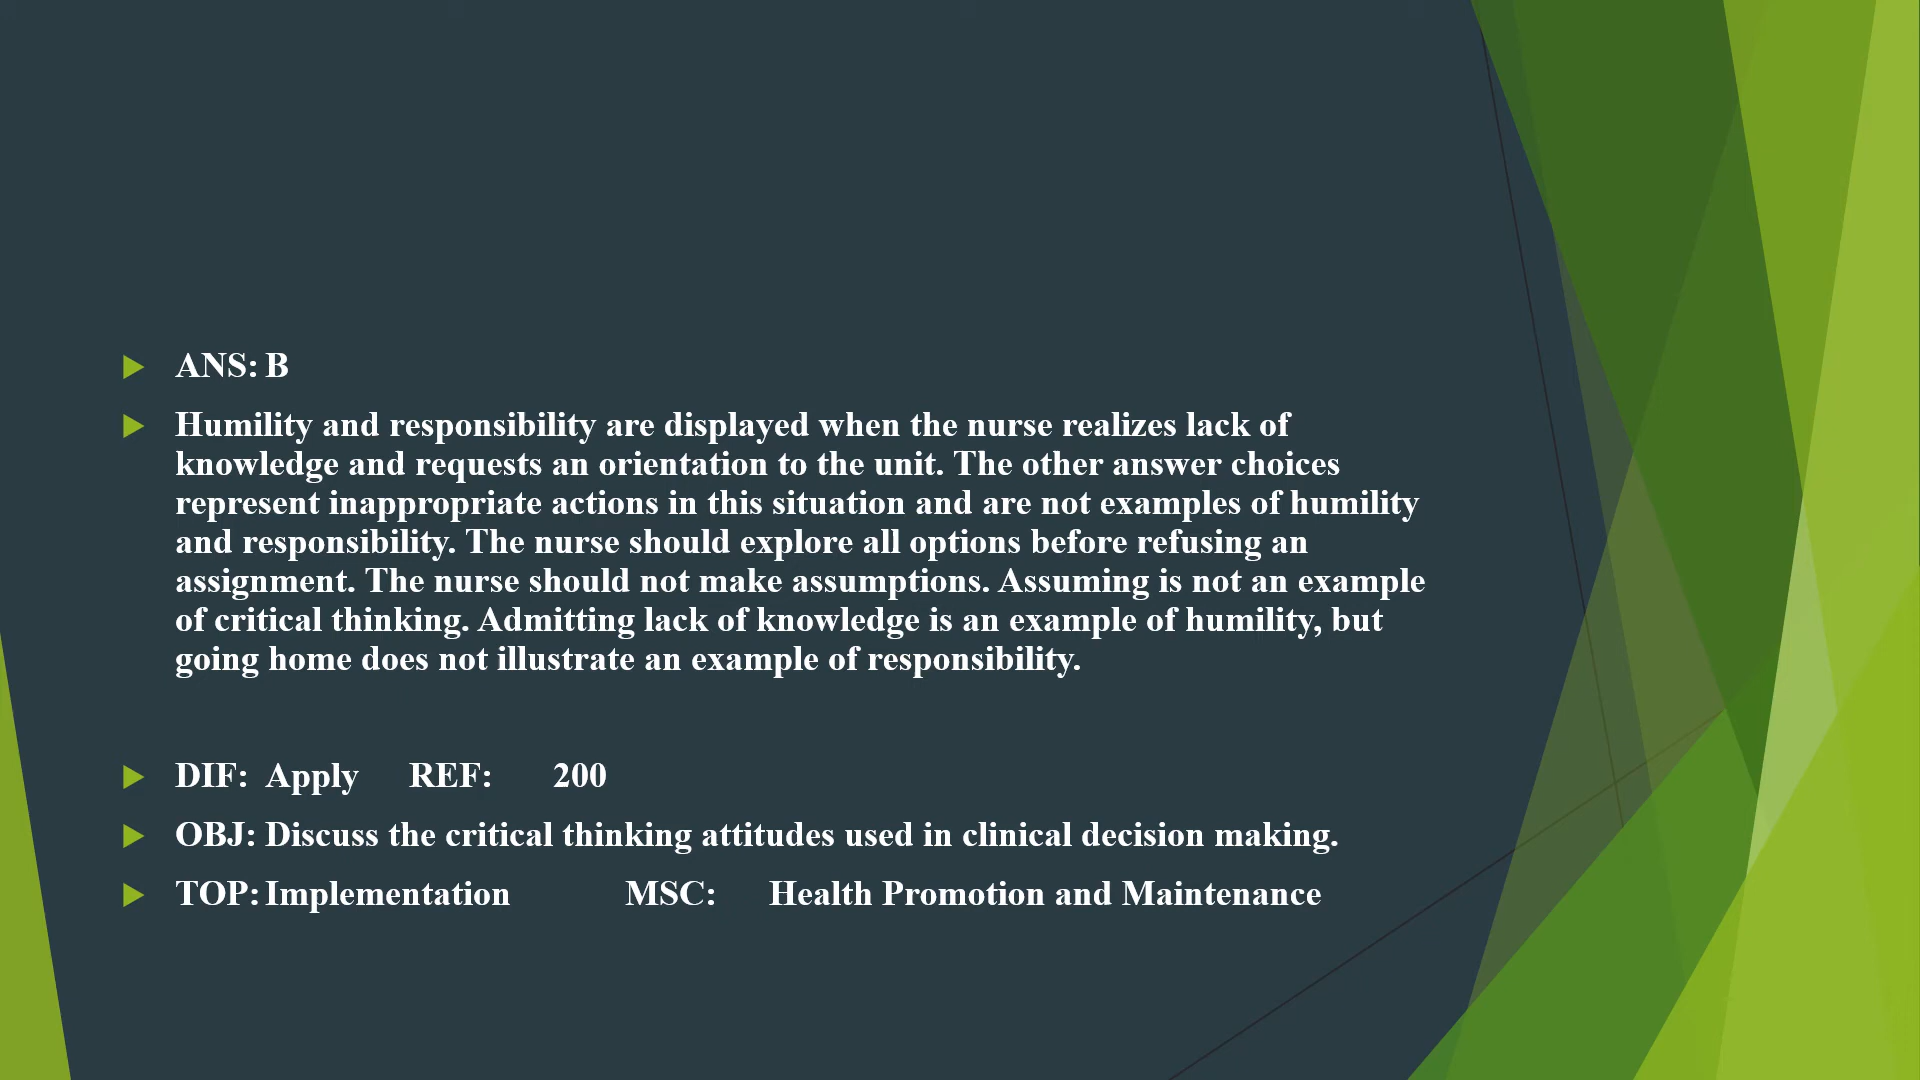 ANS: B
Humility and responsibility are displayed when the nurse realizes lack of
knowledge and requests an orientation to the unit. The other answer choices
represent inappropriate actions in this situation and are not examples of humility
and responsibility. The nurse should explore all options before refusing an
assignment. The nurse should not make assumptions. Assuming is not an example
of critical thinking. Admitting lack of knowledge is an example of humility, but
going home does not illustrate an example of responsibility.
DIF: Apply REF: 200
OBJ: Discuss the critical thinking attitudes used in clinical decision making.
TOP: Implementation MSC: Health Promotion and Maintenance